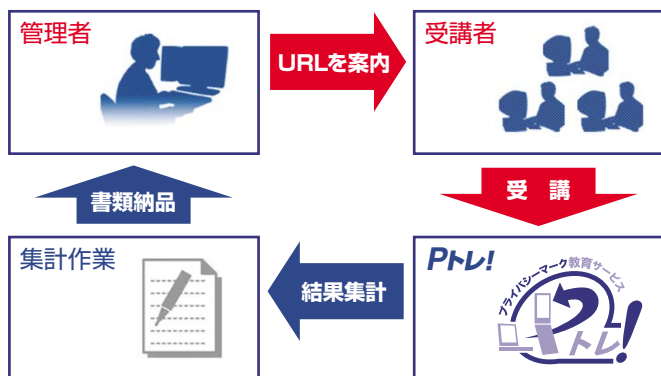 管理者
URLを案内
受講者
書類納品
受 講
集計作業
結果集計
Pトレ!
プライバシーマーク教育サービス
Pトレ!